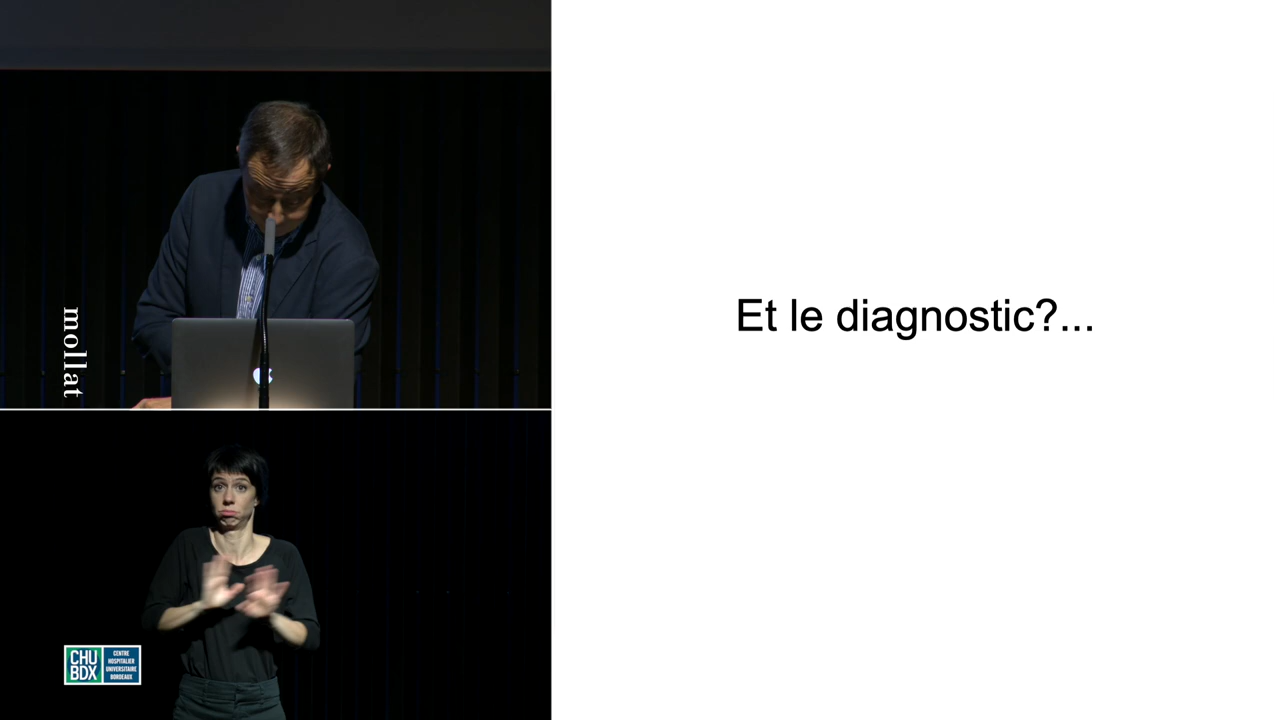 mollat
CHU
BDX
CENTRE
HOSPITALIER
UNIVERSITAIRE
BORDEAUX
Et le diagnostic?...